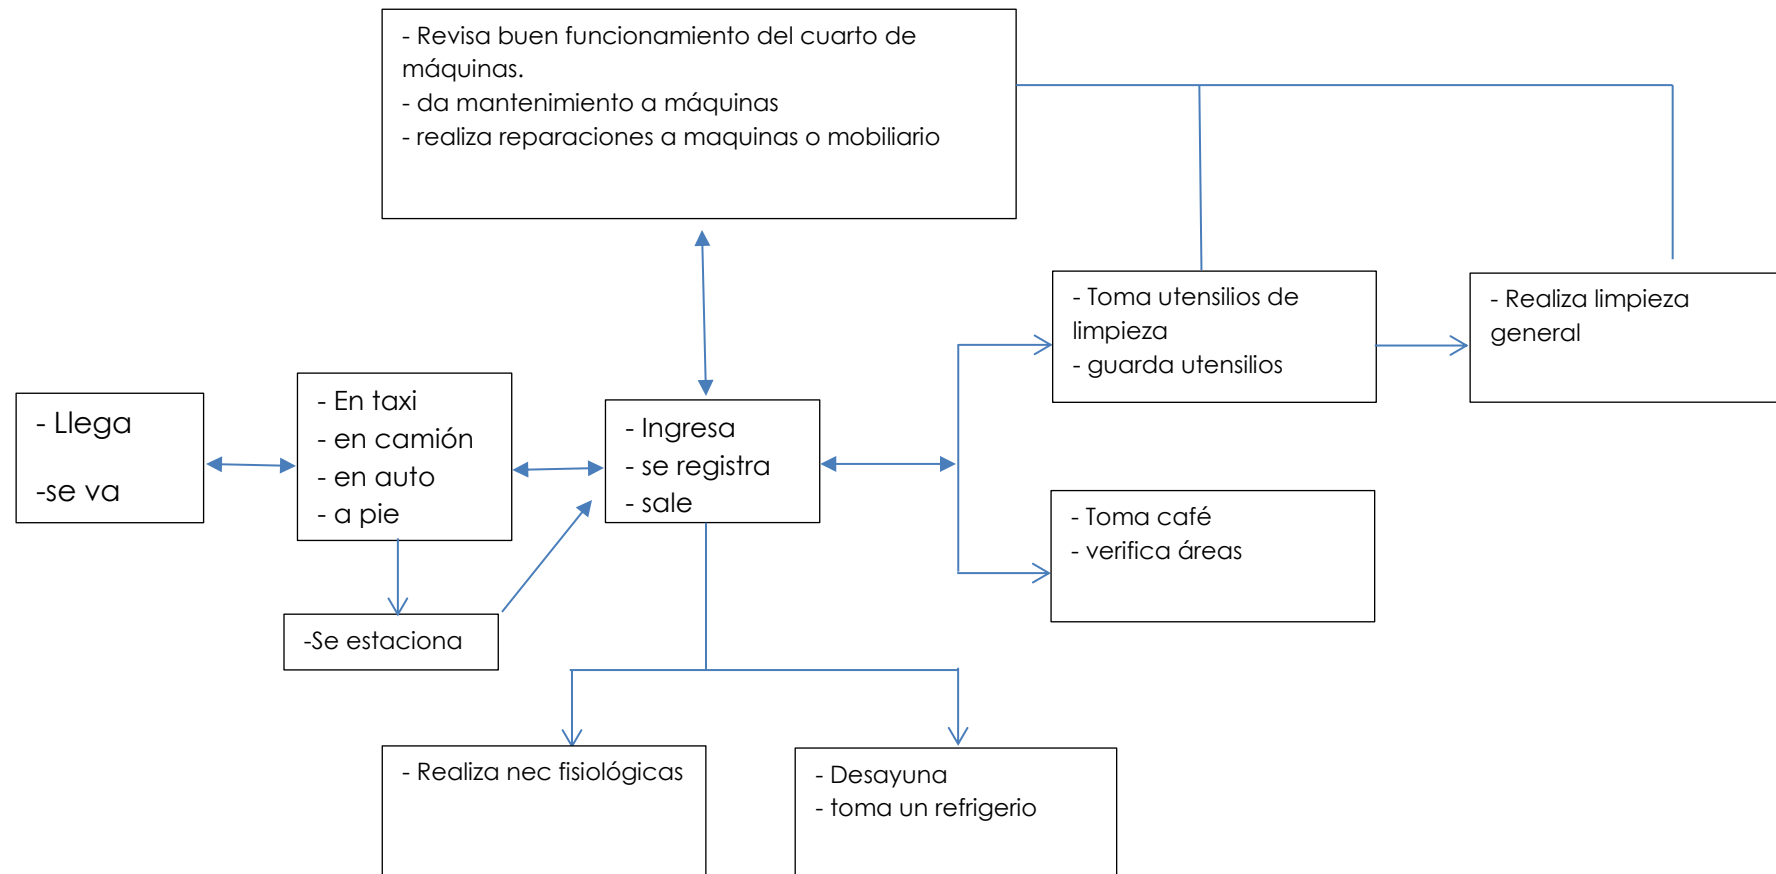 - Revisa buen funcionamiento del cuarto de
máquinas.
- da mantenimiento a máquinas
- realiza reparaciones a maquinas o mobiliario
- Toma utensilios de
limpieza
- guarda utensilios
- Realiza limpieza
general
- Llega
-se va
- En taxi
- en camión
- en auto
- a pie
- Ingresa
- se registra
- sale
- Toma café
- verifica áreas
-Se estaciona
- Realiza nec fisiológicas
- Desayuna
- toma un refrigerio